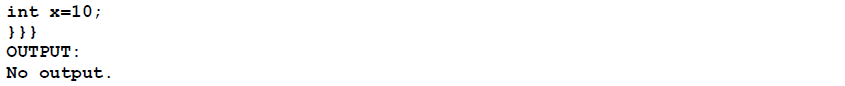 int x=10;
}}}
OUTPUT:
No output.